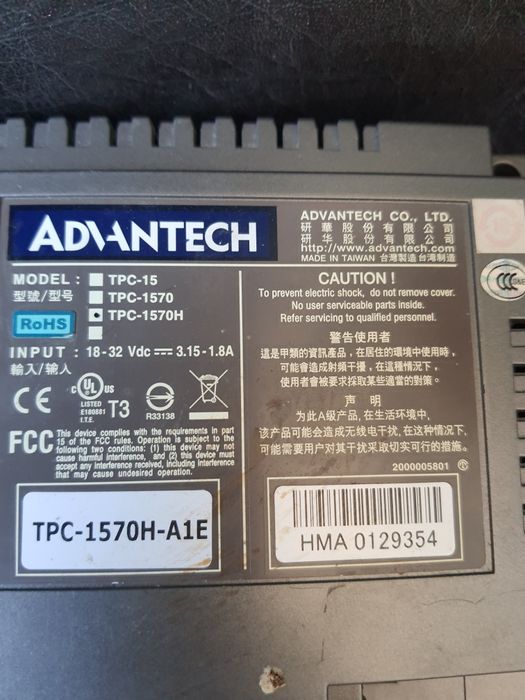 ADVANTECH
ADVANTECH CO., LTD.
研華股份有限公司
研华股份有限公司
http://www.advantech.com
MADE IN TAIWAN 台灣製造 台湾制造
MODEL : TPC-15
型號/型号 TPC-1570
TPC-1570H
RoHS
INPUT : 18-32 Vdc 3.15-1.8A
輸入/输入
CE
UL
C US
LISTED
E180881
I.T.E.
T3
R33138
FCC This device complies with the requirements in part
15 of the FCC rules. Operation is subject to the
following two conditions: (1) this device may not
cause harmful interference, and (2) this device must
accept any interference received, including interference
that may cause undesired operation.
CAUTION !
To prevent electric shock, do not remove cover.
No user serviceable parts inside.
Refer servicing to qualified personnel.
警告使用者
這是甲類的資訊產品，在居住的環境中使用時，
可能會造成射頻干擾，在這種情況下，
使用者會被要求採取某些適當的對策。
声 明
为此A级产品，在生活环境中，
该产品可能会造成无线电干扰，在这种情况下，
可能需要用户对其干扰采取切实可行的措施。
2000005801 ®
TPC-1570H-A1E
HMA 0129354
CCC